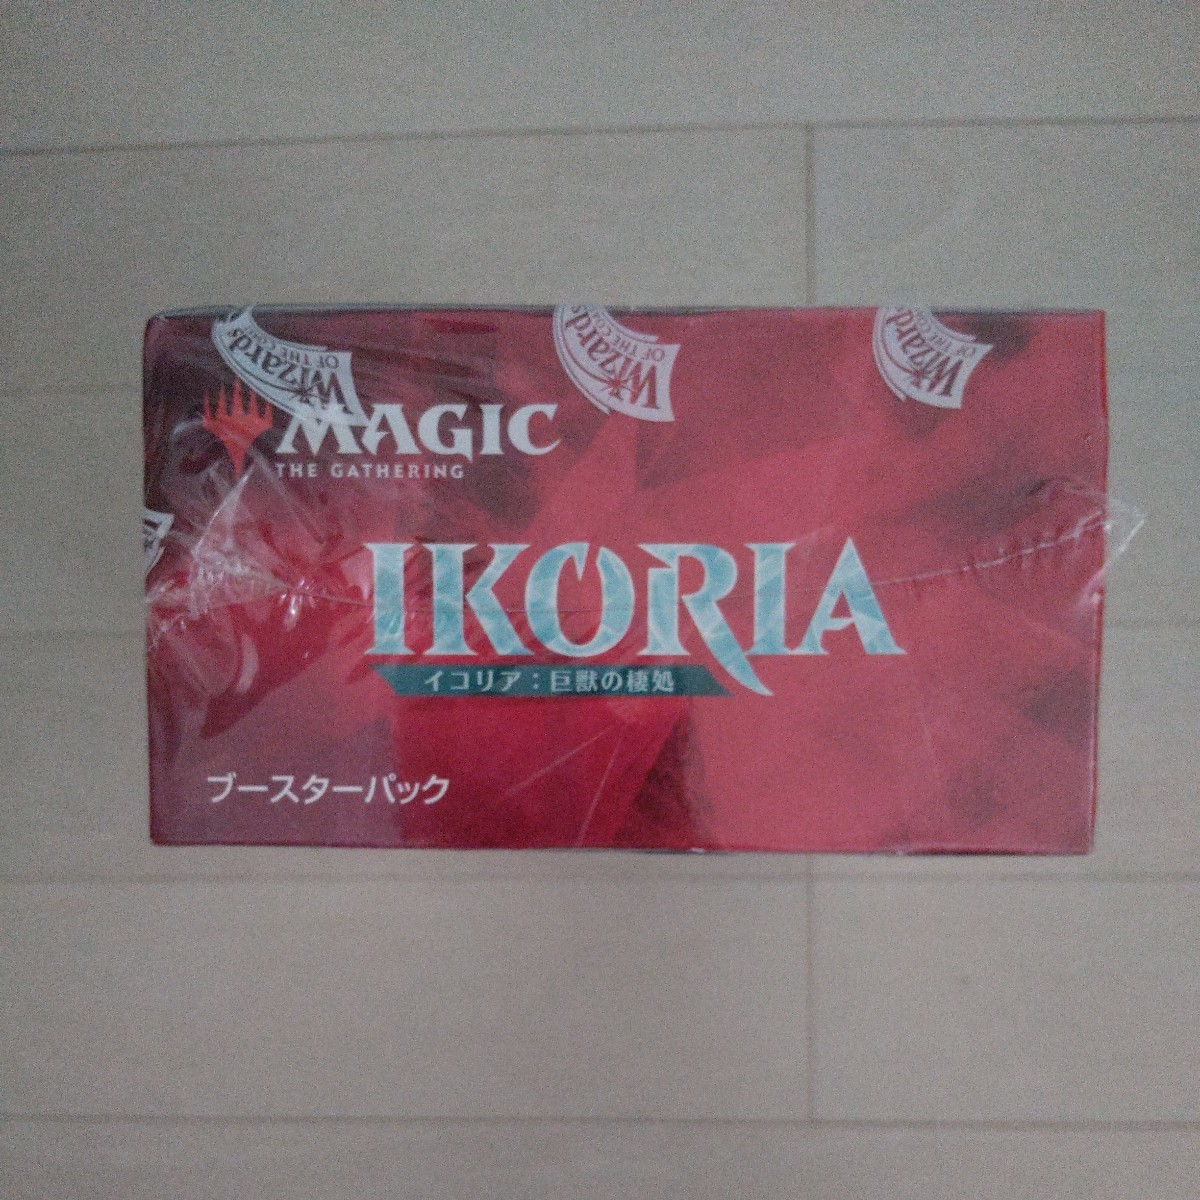 Wizards
OF THE COAST
Wizards
OF THE COAST
Wizards
OF THE COAST
MAGIC
THE GATHERING
IKORIA
イコリア：巨獣の棲処
ブースターパック